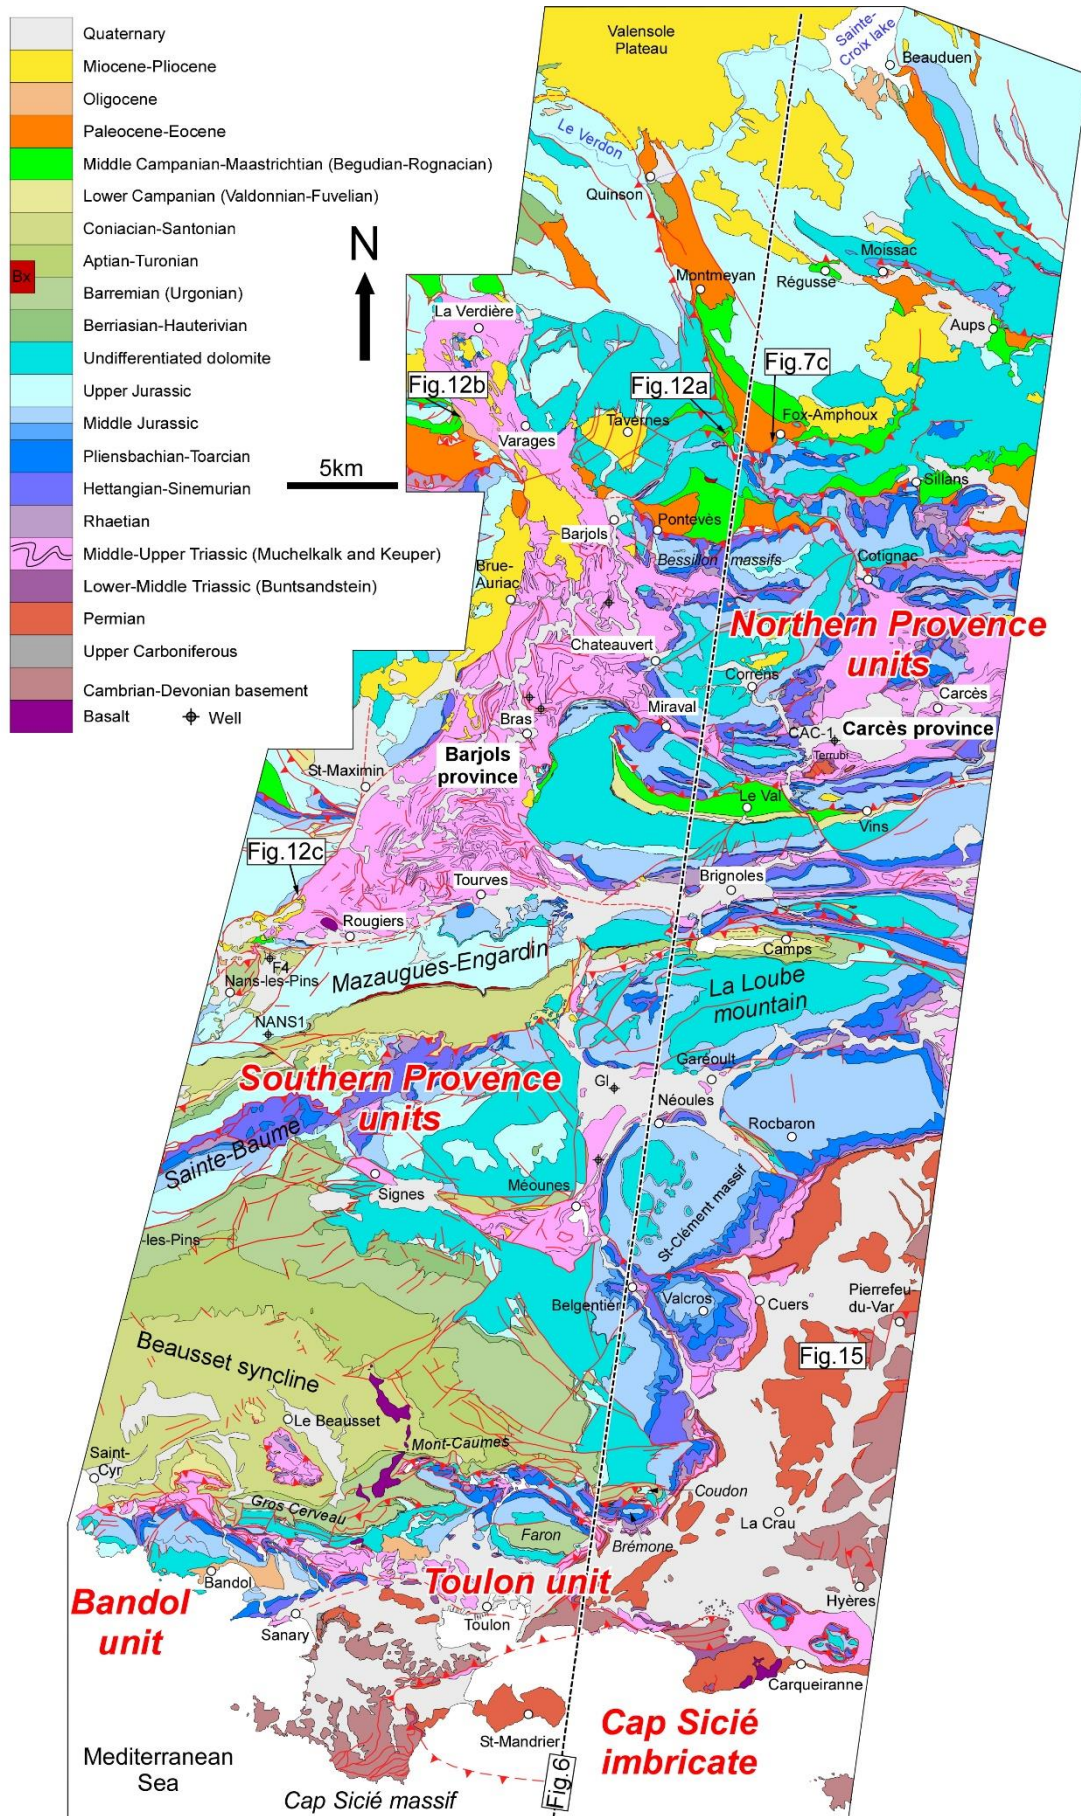 Quaternary
Miocene-Pliocene
Oligocene
Paleocene-Eocene
Middle Campanian-Maastrichtian (Begudian-Rognacian)
Lower Campanian (Valdonnian-Fuvelian)
Coniacian-Santonian
Aptian-Turonian
Bx
Barremian (Urgonian)
Berriasian-Hauterivian
Undifferentiated dolomite
Upper Jurassic
Middle Jurassic
Pliensbachian-Toarcian
Hettangian-Sinemurian
Rhaetian
Middle-Upper Triassic (Muchelkalk and Keuper)
Lower-Middle Triassic (Buntsandstein)
Permian
Upper Carboniferous
Cambrian-Devonian basement
Basalt
Well
N
5km
Valensole
Plateau
Sainte-
Croix lake
Beauduen
Le Verdon
Quinson
Montmeyan
Régusse
Moissac
Aups
La Verdière
Fig.12b
Fig.12a
Fig.7c
Tavernes
Fox-Amphoux
Varages
Sillans
Barjols
Pontevès
Bessillon massifs
Cotignac
Brue-
Auriac
Northern Provence
units
Chateauvert
Correns
Carcès
Miraval
Bras
CAC-1
Carcès province
Terrubi
Barjols
province
St-Maximin
Le Val
Vins
Fig.12c
Tourves
Brignoles
Rougiers
Camps
F4
Nans-les-Pins
Mazaugues-Engardin
La Loube
mountain
NANS1
Garéoult
GI
Southern Provence
units
Néoules
Rocbaron
Sainte-Baume
Signes
Méounes
St-Clément massif
-les-Pins
Belgentier
Valcros
Cuers
Pierrefeu
du-Var
Beausset syncline
Fig.15
Le Beausset
Saint-
Cyr
Mont-Caumes
Gros Cerveau
Coudon
La Crau
Faron
Brémone
Bandol
Toulon unit
Hyères
Bandol
unit
Sanary
Toulon
Carqueiranne
St-Mandrier
Cap Sicié
imbricate
Mediterranean
Sea
Fig.6
Cap Sicié massif